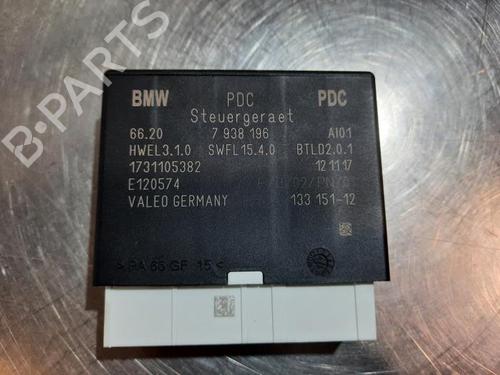 BMW PDC PDC
Steuergeraet
66.20 7 938 196 AI01
HWEL3.1.0 SWFL15.4.0 BTLD2.0.1
1731105382 121117
E120574
VALEO GERMANY 133 151-12
>PA 66 GF 15<
B-PARTS